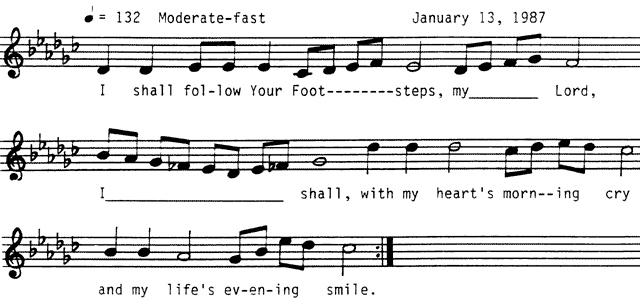 ♩ = 132 Moderate-fast January 13, 1987
I shall fol-low Your Foot--------steps, my_______ Lord,
I__________________ shall, with my heart's morn--ing cry
and my life's ev-en-ing smile.